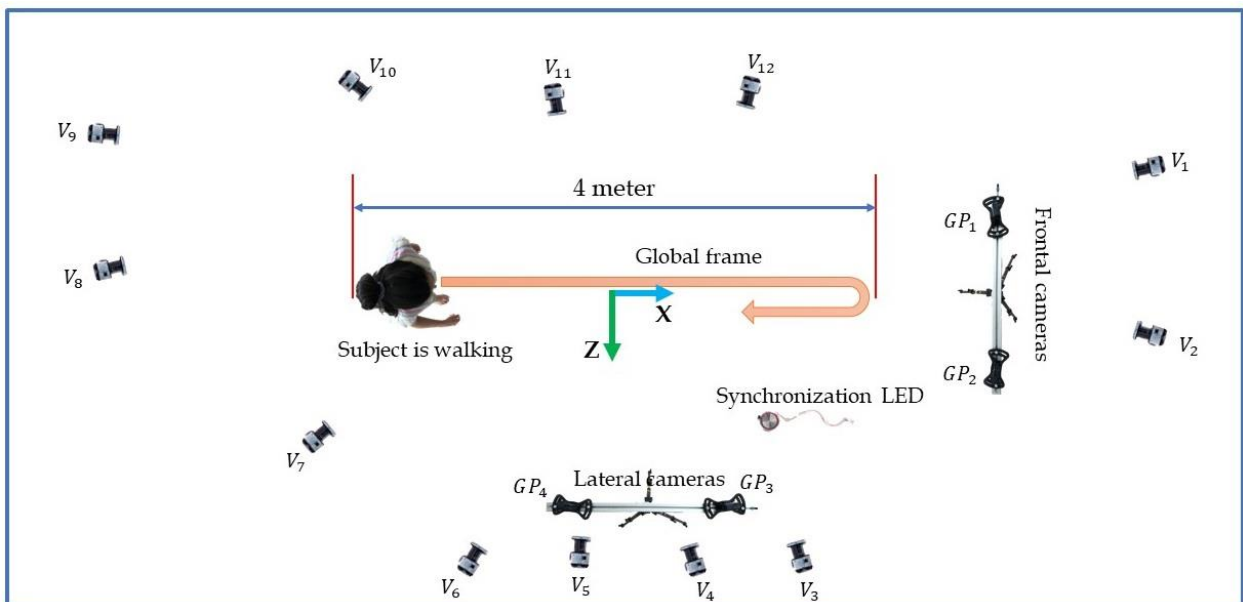 V10
V11
V12
V9
V1
4 meter
GP1
Frontal cameras
Global frame
V8
X
Subject is walking
Z
V2
GP2
Synchronization LED
V7
Lateral cameras
GP4
GP3
V6
V5
V4
V3